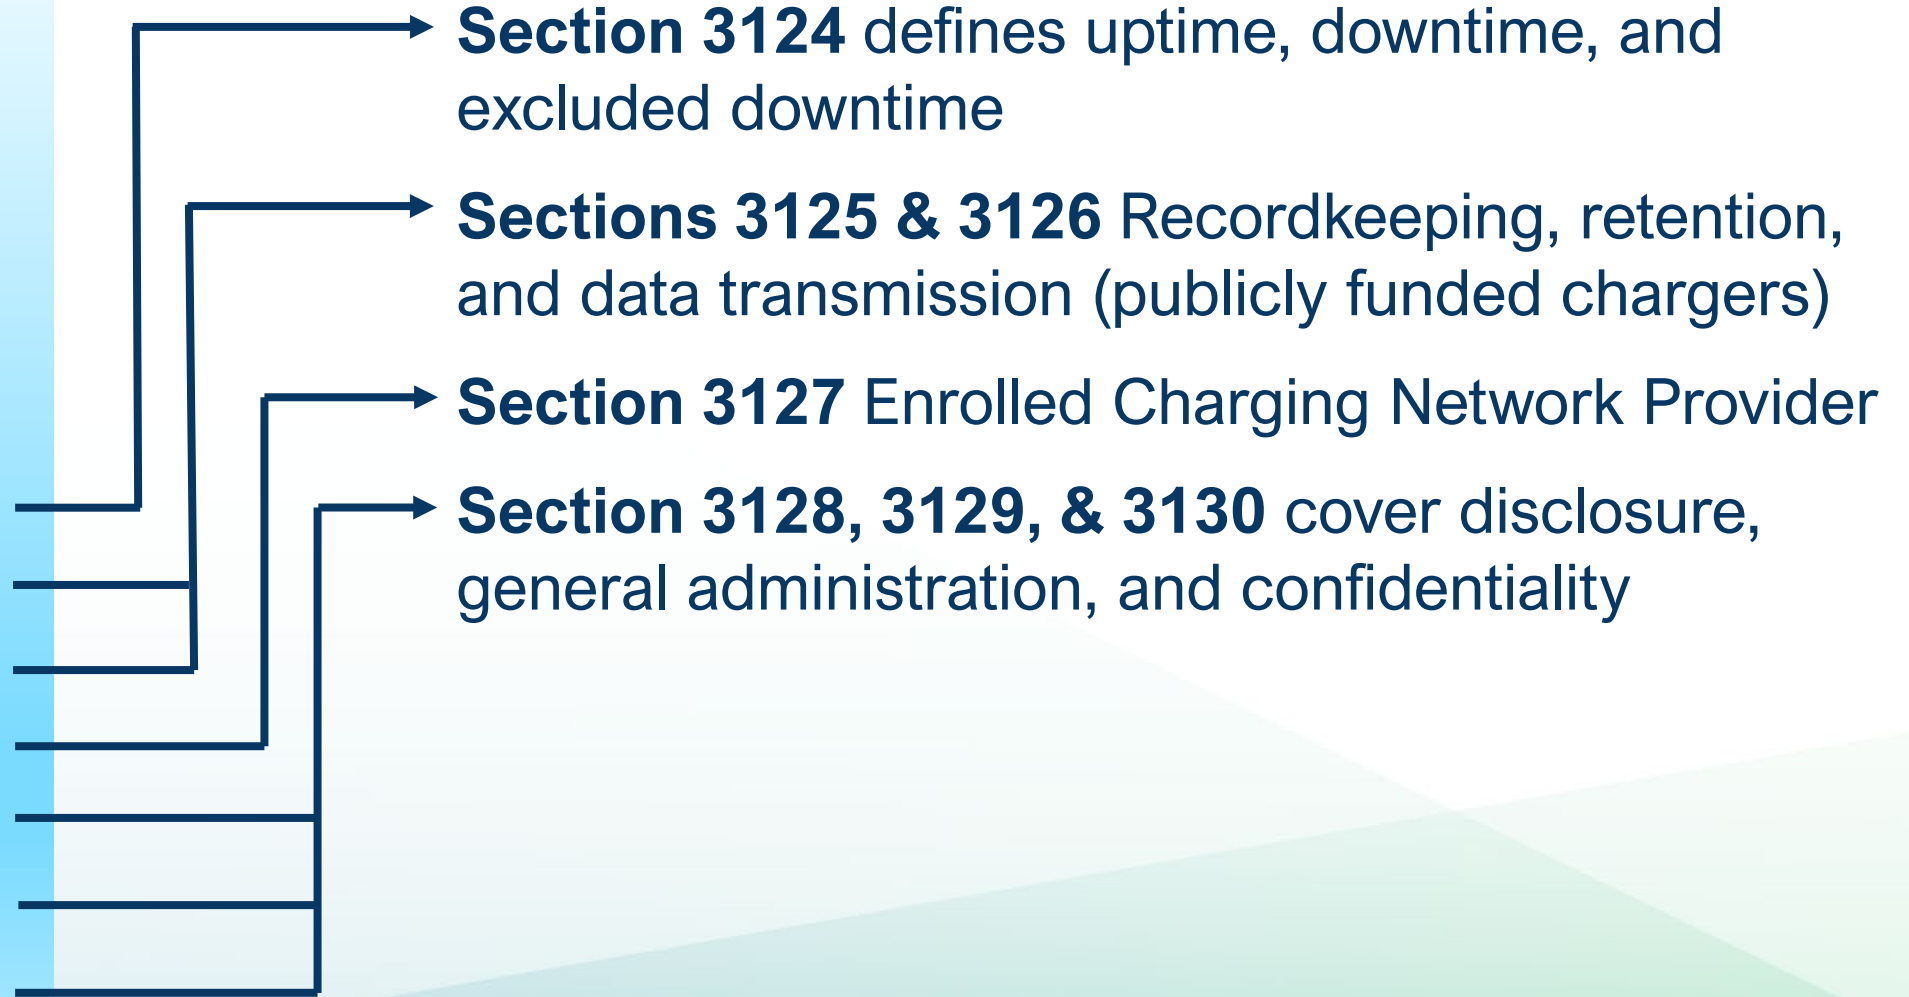 Section 3124 defines uptime, downtime, and
excluded downtime
Sections 3125 & 3126 Recordkeeping, retention,
and data transmission (publicly funded chargers)
Section 3127 Enrolled Charging Network Provider
Section 3128, 3129, & 3130 cover disclosure,
general administration, and confidentiality